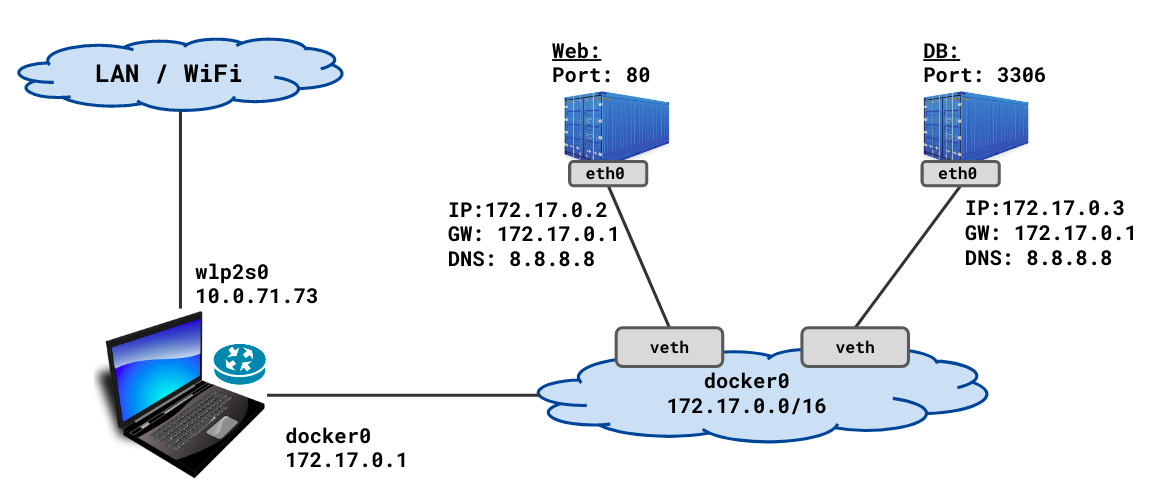 LAN / WiFi
wlp2s0
10.0.71.73
docker0
172.17.0.1
Web:
Port: 80
eth0
IP:172.17.0.2
GW: 172.17.0.1
DNS: 8.8.8.8
DB:
Port: 3306
eth0
IP:172.17.0.3
GW: 172.17.0.1
DNS: 8.8.8.8
veth
veth
docker0
172.17.0.0/16